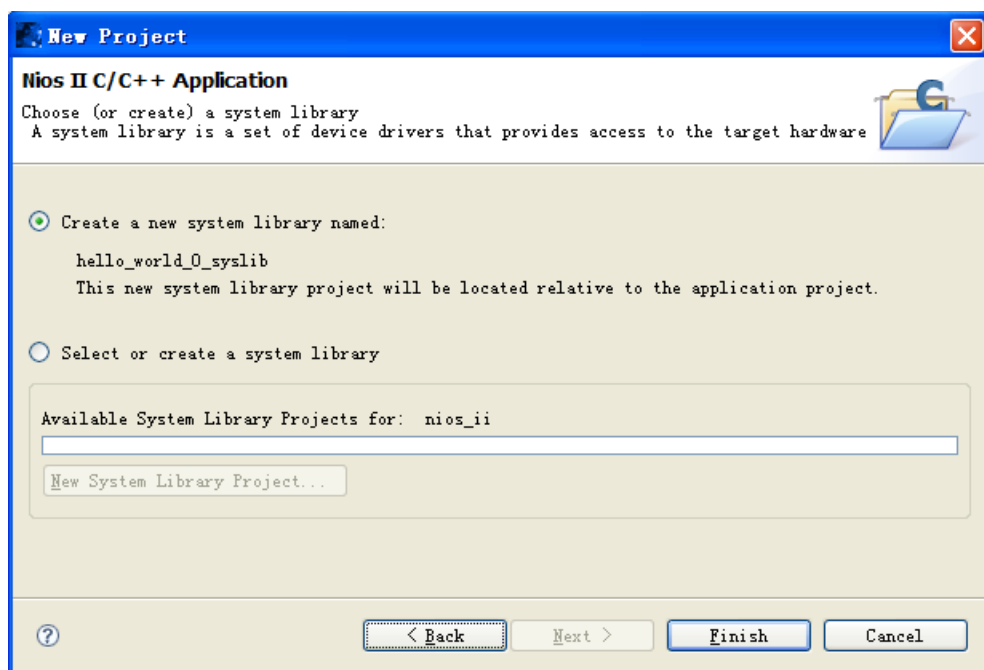 New Project
Nios II C/C++ Application
Choose (or create) a system library
A system library is a set of device drivers that provides access to the target hardware
Create a new system library named:
hello_world_0_syslib
This new system library project will be located relative to the application project.
Select or create a system library
Available System Library Projects for: nios_ii
New System Library Project...
< Back
Next >
Finish
Cancel